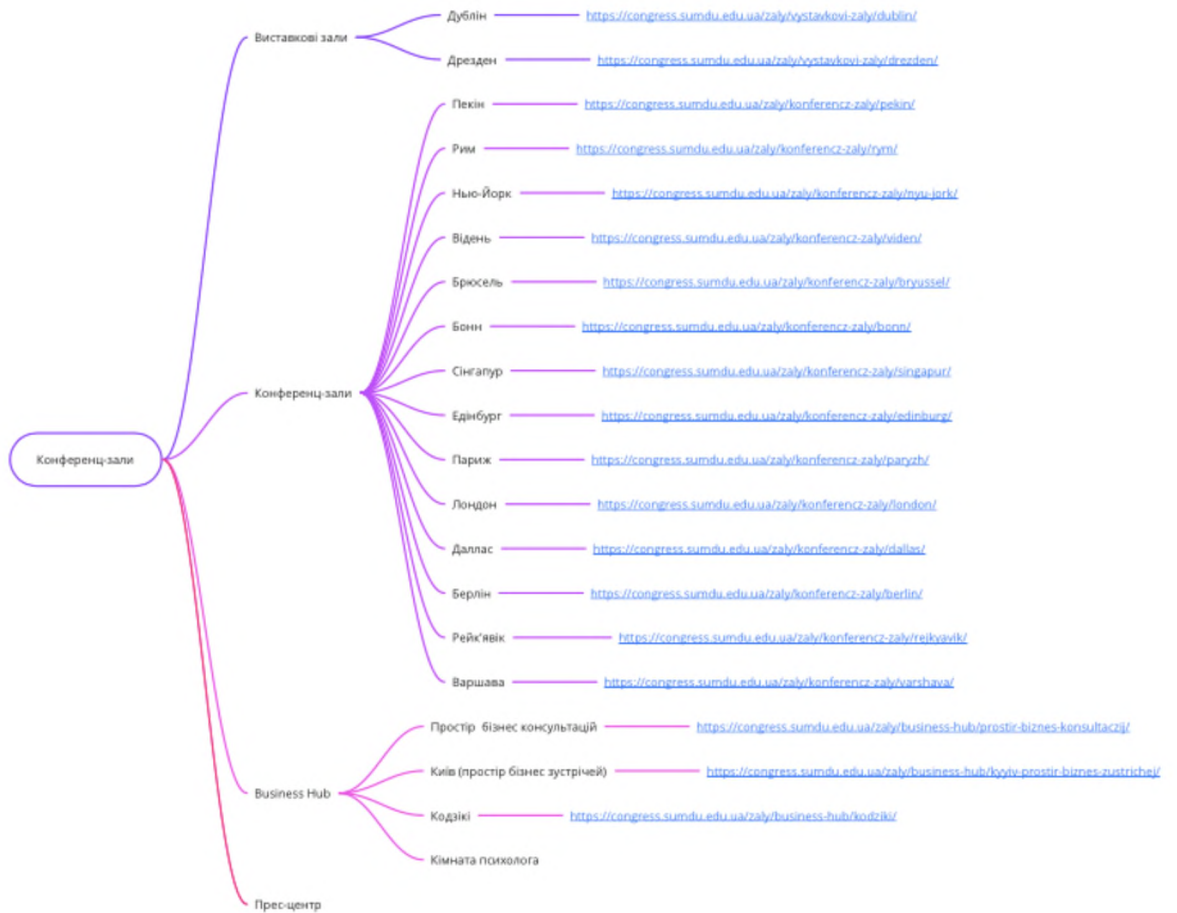 Дублін https://congress.sumdu.edu.ua/zaly/vystavkovi-zaly/dublin/
Виставкові зали
Дрезден https://congress.sumdu.edu.ua/zaly/vystavkovi-zaly/drezden/
Пекін https://congress.sumdu.edu.ua/zaly/konferencz-zaly/pekin/
Рим https://congress.sumdu.edu.ua/zaly/konferencz-zaly/rym/
Нью-Йорк https://congress.sumdu.edu.ua/zaly/konferencz-zaly/nyu-jork/
Відень https://congress.sumdu.edu.ua/zaly/konferencz-zaly/viden/
Брюсель https://congress.sumdu.edu.ua/zaly/konferencz-zaly/bryussel/
Бонн https://congress.sumdu.edu.ua/zaly/konferencz-zaly/bonn/
Сінгапур https://congress.sumdu.edu.ua/zaly/konferencz-zaly/singapur/
Конференц-зали
Едінбург https://congress.sumdu.edu.ua/zaly/konferencz-zaly/edinburg/
Конференц-зали
Париж https://congress.sumdu.edu.ua/zaly/konferencz-zaly/paryzh/
Лондон https://congress.sumdu.edu.ua/zaly/konferencz-zaly/london/
Даллас https://congress.sumdu.edu.ua/zaly/konferencz-zaly/dallas/
Берлін https://congress.sumdu.edu.ua/zaly/konferencz-zaly/berlin/
Рейк'явік https://congress.sumdu.edu.ua/zaly/konferencz-zaly/rejkyavik/
Варшава https://congress.sumdu.edu.ua/zaly/konferencz-zaly/varshava/
Простір бізнес консультацій https://congress.sumdu.edu.ua/zaly/business-hub/prostir-biznes-konsultaczij/
Київ (простір бізнес зустрічей) https://congress.sumdu.edu.ua/zaly/business-hub/kyyiv-prostir-biznes-zustrichej/
Business Hub
Кодзікі https://congress.sumdu.edu.ua/zaly/business-hub/kodziki/
Кімната психолога
Прес-центр